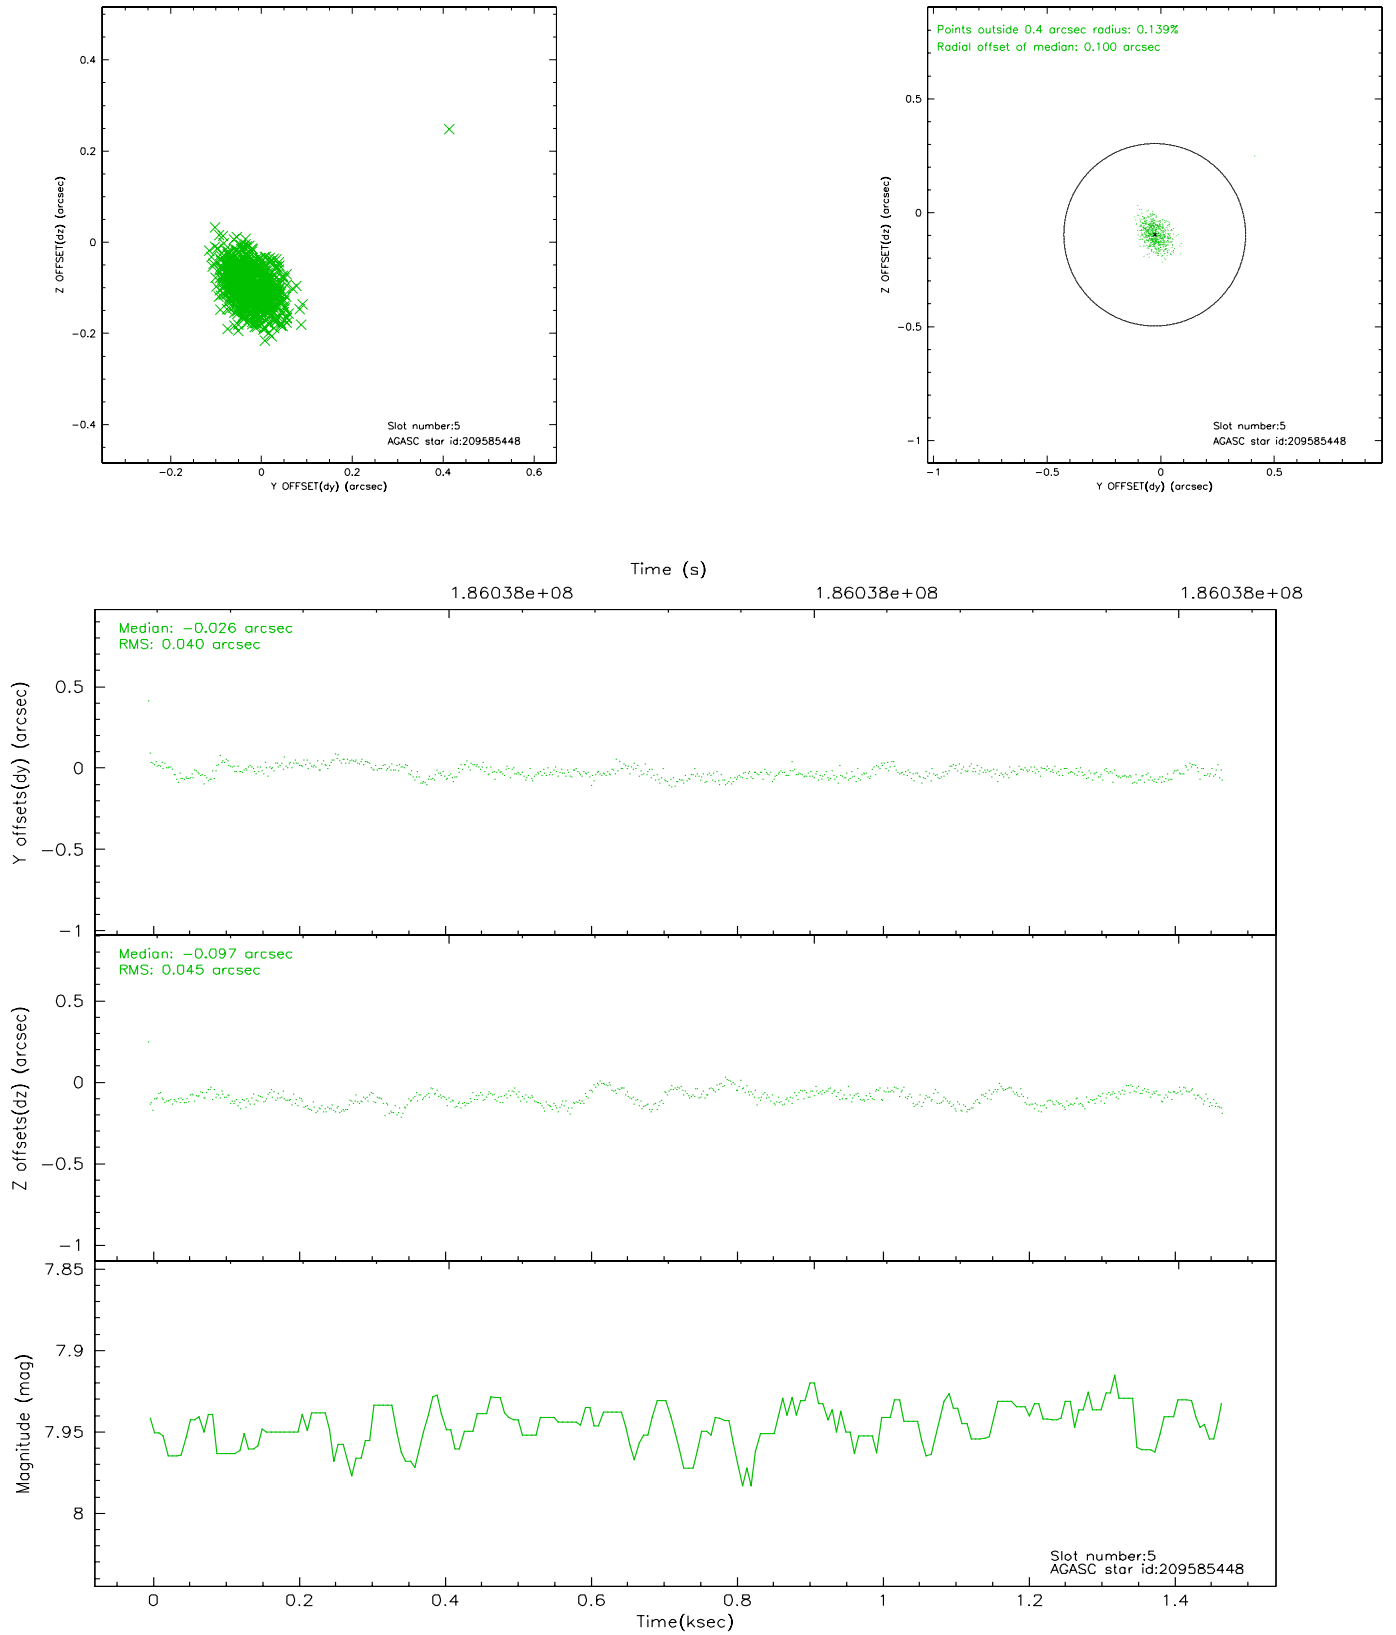 0.4
0.2
0
-0.2
-0.4
Z OFFSET(dz) (arcsec)
Slot number:5
AGASC star id:209585448
-0.2 0 0.2 0.4 0.6
Y OFFSET(dy) (arcsec)
Points outside 0.4 arcsec radius: 0.139%
Radial offset of median: 0.100 arcsec
0.5
0
-0.5
-1
Z OFFSET(dz) (arcsec)
Slot number:5
AGASC star id:209585448
-1 -0.5 0 0.5
Y OFFSET(dy) (arcsec)
Time (s)
1.86038e+08 1.86038e+08 1.86038e+08
Median: -0.026 arcsec
RMS: 0.040 arcsec
0.5
0
-0.5
-1
Y offsets(dy) (arcsec)
Median: -0.097 arcsec
RMS: 0.045 arcsec
0.5
0
-0.5
-1
Z offsets(dz) (arcsec)
7.85
7.9
7.95
8
Magnitude (mag)
Slot number:5
AGASC star id:209585448
0 0.2 0.4 0.6 0.8 1 1.2 1.4
Time(ksec)